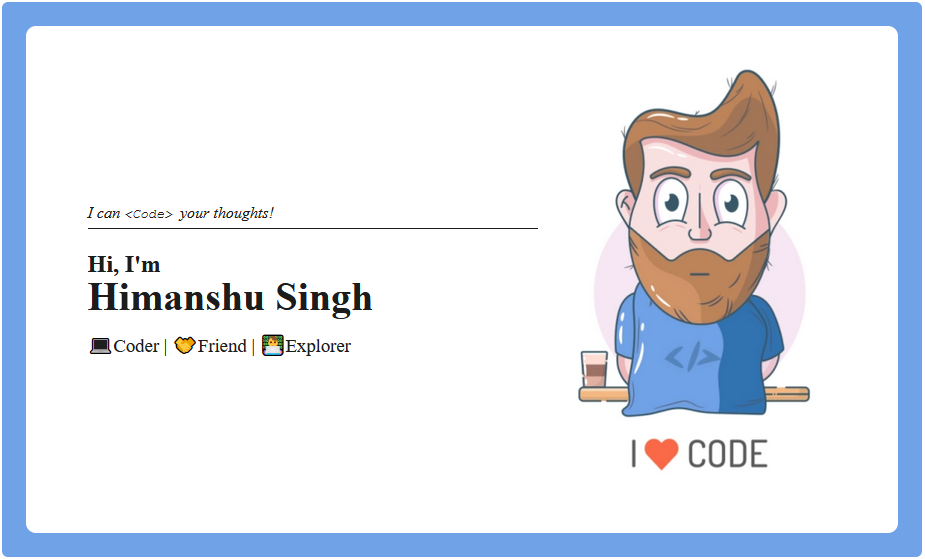 I can <Code> your thoughts!
Hi, I'm
Himanshu Singh
💻Coder | 🤝Friend | 👨‍💻Explorer
</>
I ❤ CODE